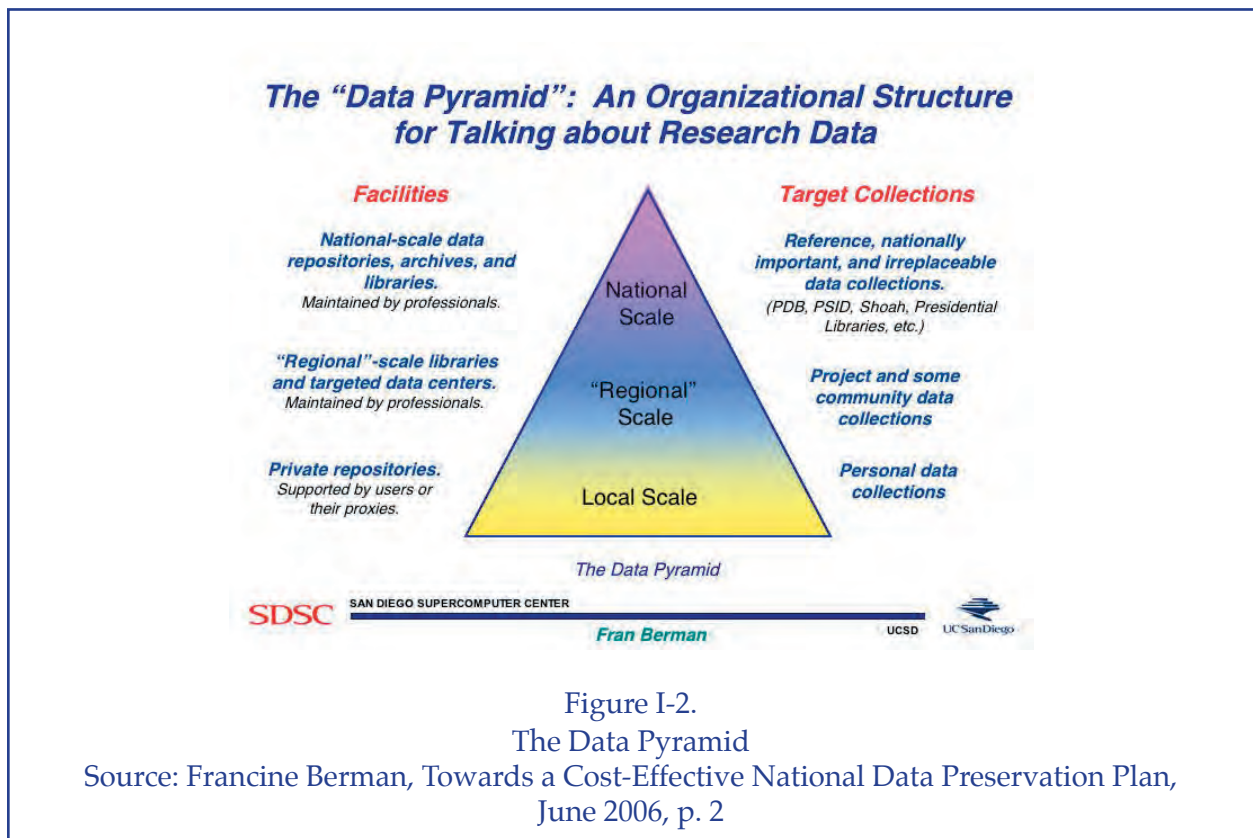 The “Data Pyramid”: An Organizational Structure
for Talking about Research Data
Facilities
National-scale data
repositories, archives, and
libraries.
Maintained by professionals.
“Regional”-scale libraries
and targeted data centers.
Maintained by professionals.
Private repositories.
Supported by users or
their proxies.
National
Scale
“Regional”
Scale
Local Scale
Target Collections
Reference, nationally
important, and irreplaceable
data collections.
(PDB, PSID, Shoah, Presidential
Libraries, etc.)
Project and some
community data
collections
Personal data
collections
The Data Pyramid
SDSC
SAN DIEGO SUPERCOMPUTER CENTER
Fran Berman
UCSD
UCSanDiego
Figure I-2.
The Data Pyramid
Source: Francine Berman, Towards a Cost-Effective National Data Preservation Plan,
June 2006, p. 2